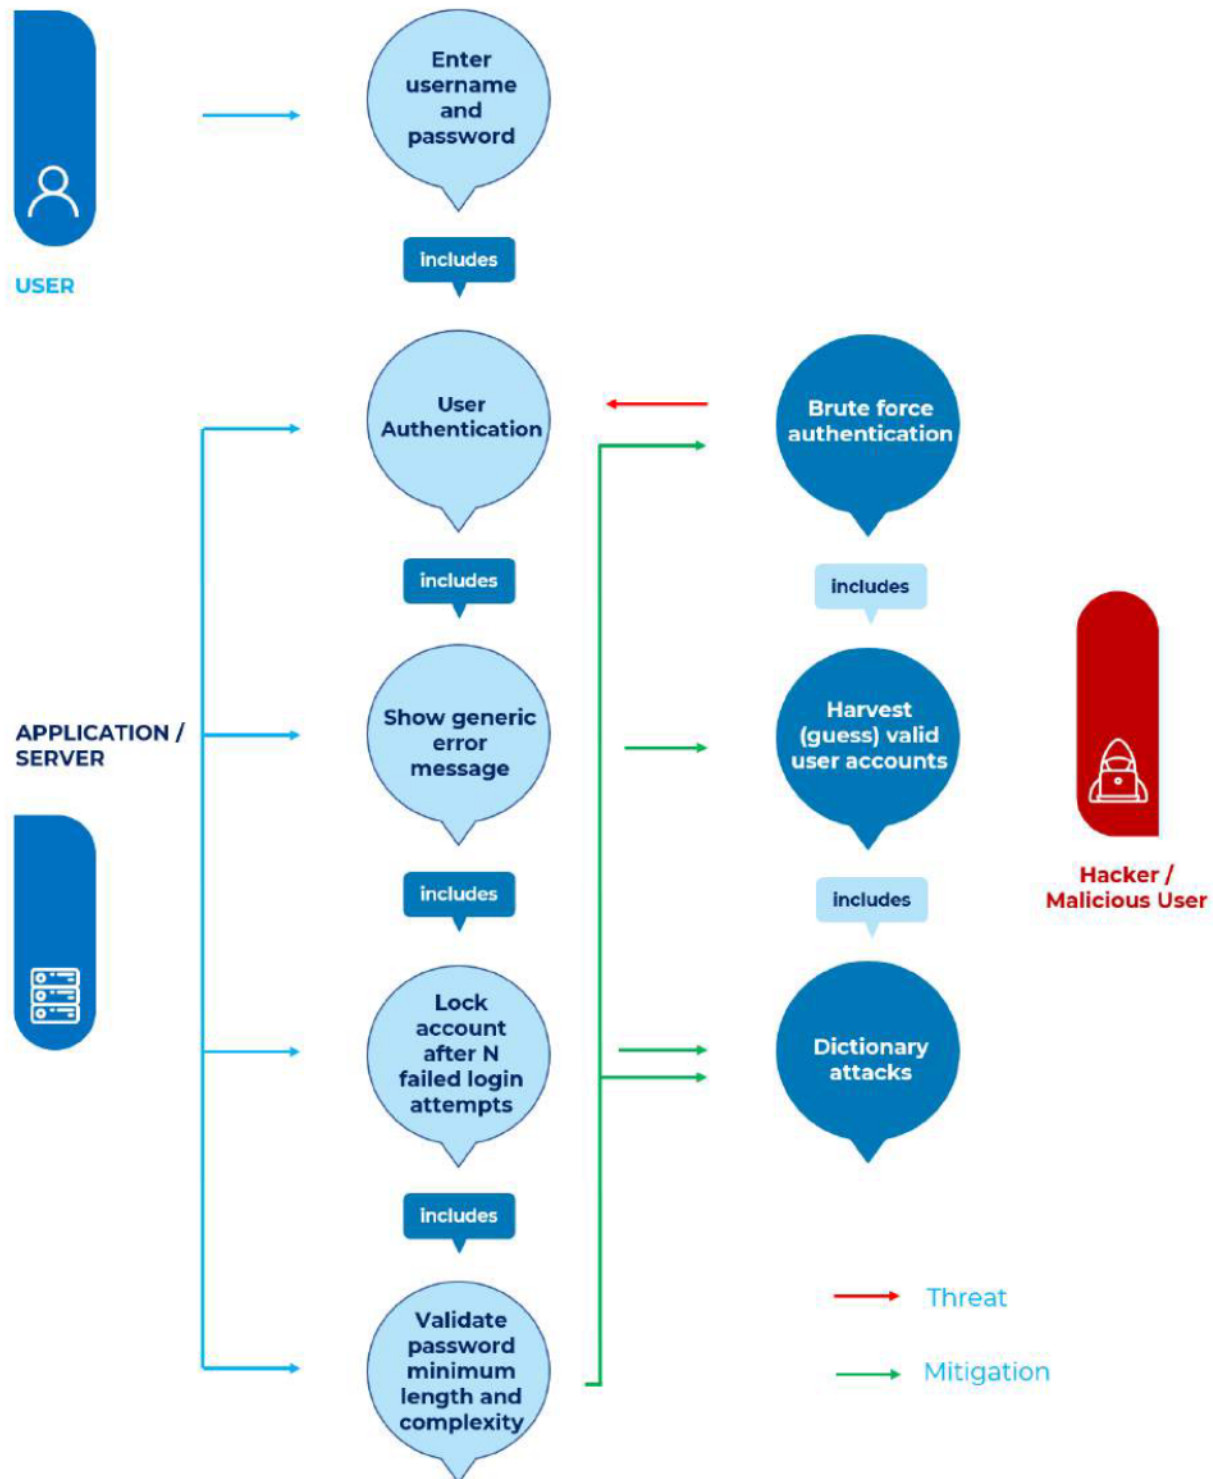 Enter
username
and
password
includes
USER
User
Authentication
Brute force
authentication
includes
includes
Show generic
error
message
Harvest
(guess) valid
user accounts
APPLICATION /
SERVER
includes
includes
Hacker /
Malicious User
Lock
account
after N
failed login
attempts
Dictionary
attacks
includes
Validate
password
minimum
length and
complexity
Threat
Mitigation